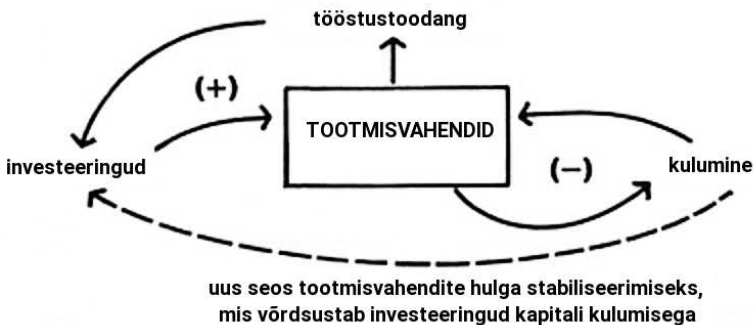 tööstustoodang
(+)
TOOTMISVAHENDID
investeeringud
(−)
kulumine
uus seos tootmisvahendite hulga stabiliseerimiseks,
mis võrdsustab investeeringud kapitali kulumisega